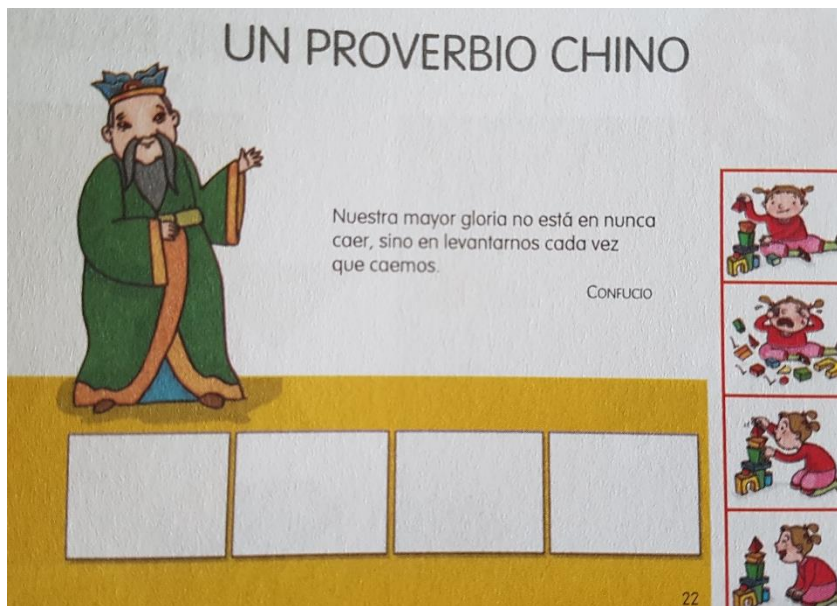 UN PROVERBIO CHINO
Nuestra mayor gloria no está en nunca
caer, sino en levantarnos cada vez
que caemos.
CONFUCIO
22